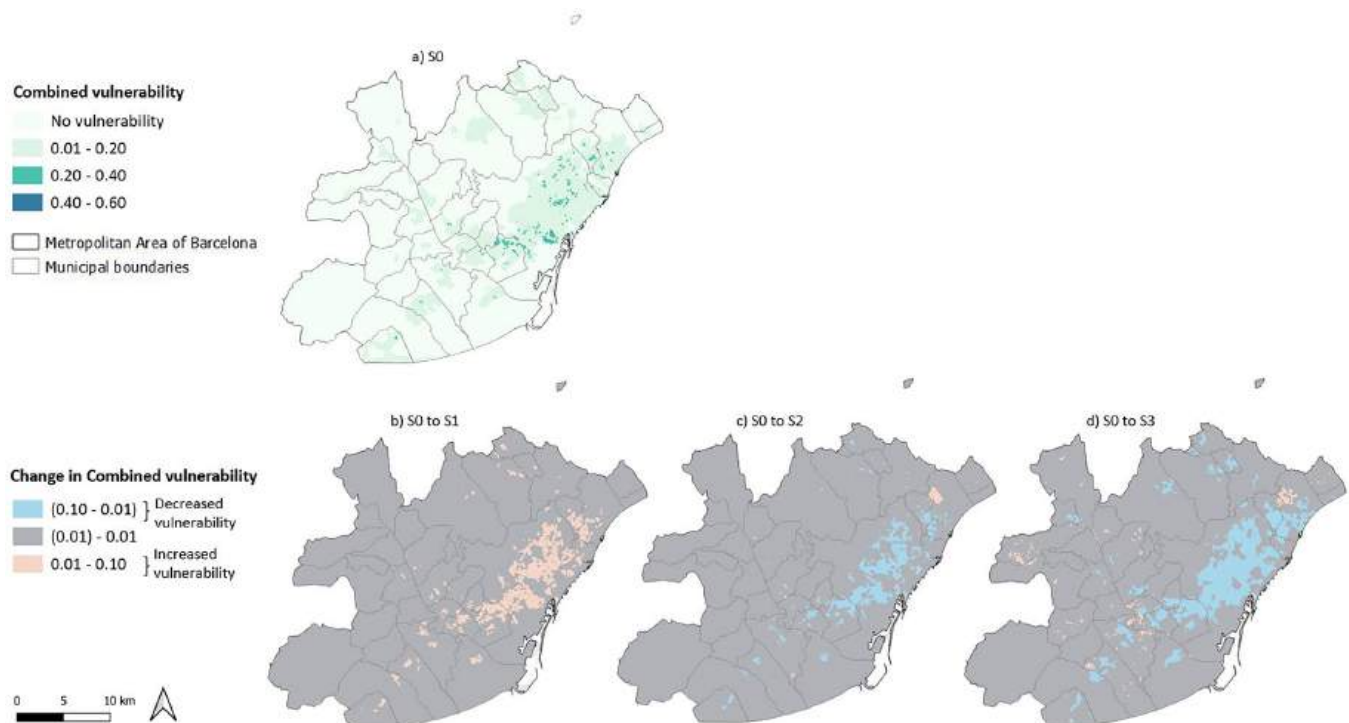 a) S0
Combined vulnerability
No vulnerability
0.01 - 0.20
0.20 - 0.40
0.40 - 0.60
Metropolitan Area of Barcelona
Municipal boundaries
b) S0 to S1
c) S0 to S2
d) S0 to S3
Change in Combined vulnerability
(0.10 - 0.01) } Decreased
vulnerability
(0.01) - 0.01
0.01 - 0.10 } Increased
vulnerability
0 5 10 km